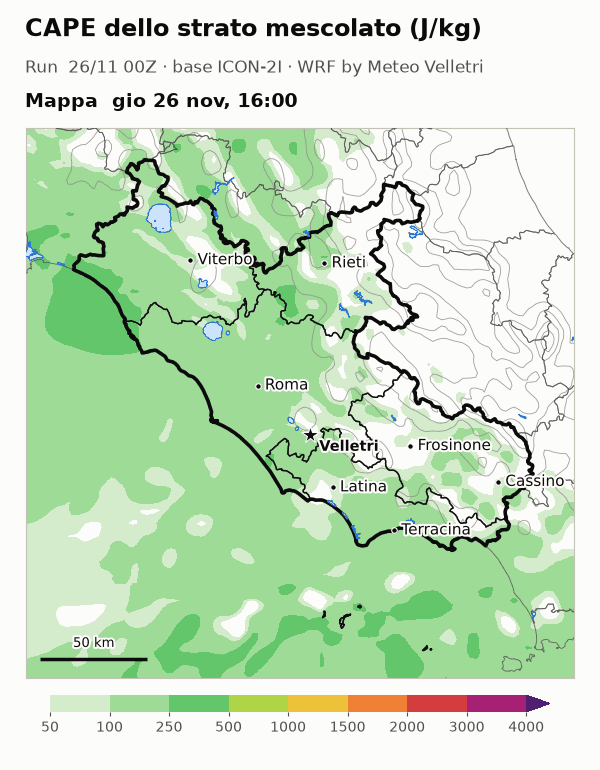 CAPE dello strato mescolato (J/kg)
Run  26/11 00Z · base ICON-2I · WRF by Meteo Velletri
Mappa  gio 26 nov, 16:00
Viterbo
Rieti
Roma
Velletri
Frosinone
Cassino
Latina
Terracina
50 km
50 100 250 500 1000 1500 2000 3000 4000